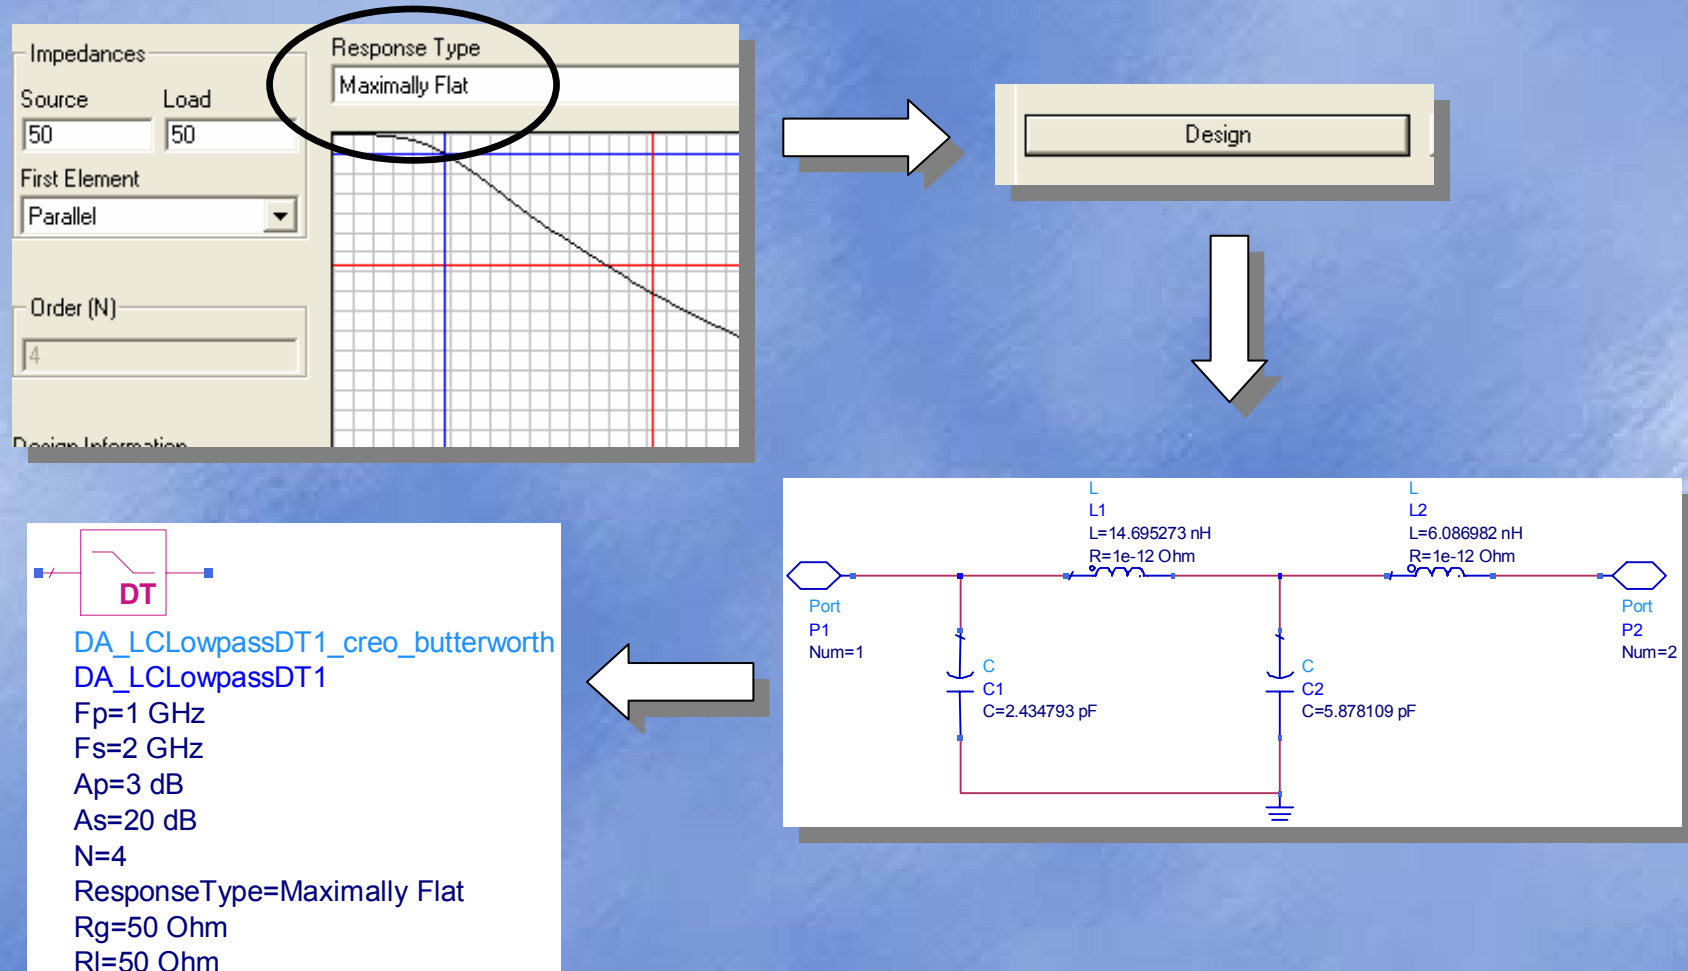 Impedances
Source Load
50 50
First Element
Parallel
Order (N)
4
Design Information
Response Type
Maximally Flat
Design
L
L1
L=14.695273 nH
R=1e-12 Ohm
L
L2
L=6.086982 nH
R=1e-12 Ohm
Port
P1
Num=1
C
C1
C=2.434793 pF
C
C2
C=5.878109 pF
Port
P2
Num=2
DT
DA_LCLowpassDT1_creo_butterworth
DA_LCLowpassDT1
Fp=1 GHz
Fs=2 GHz
Ap=3 dB
As=20 dB
N=4
ResponseType=Maximally Flat
Rg=50 Ohm
Rl=50 Ohm